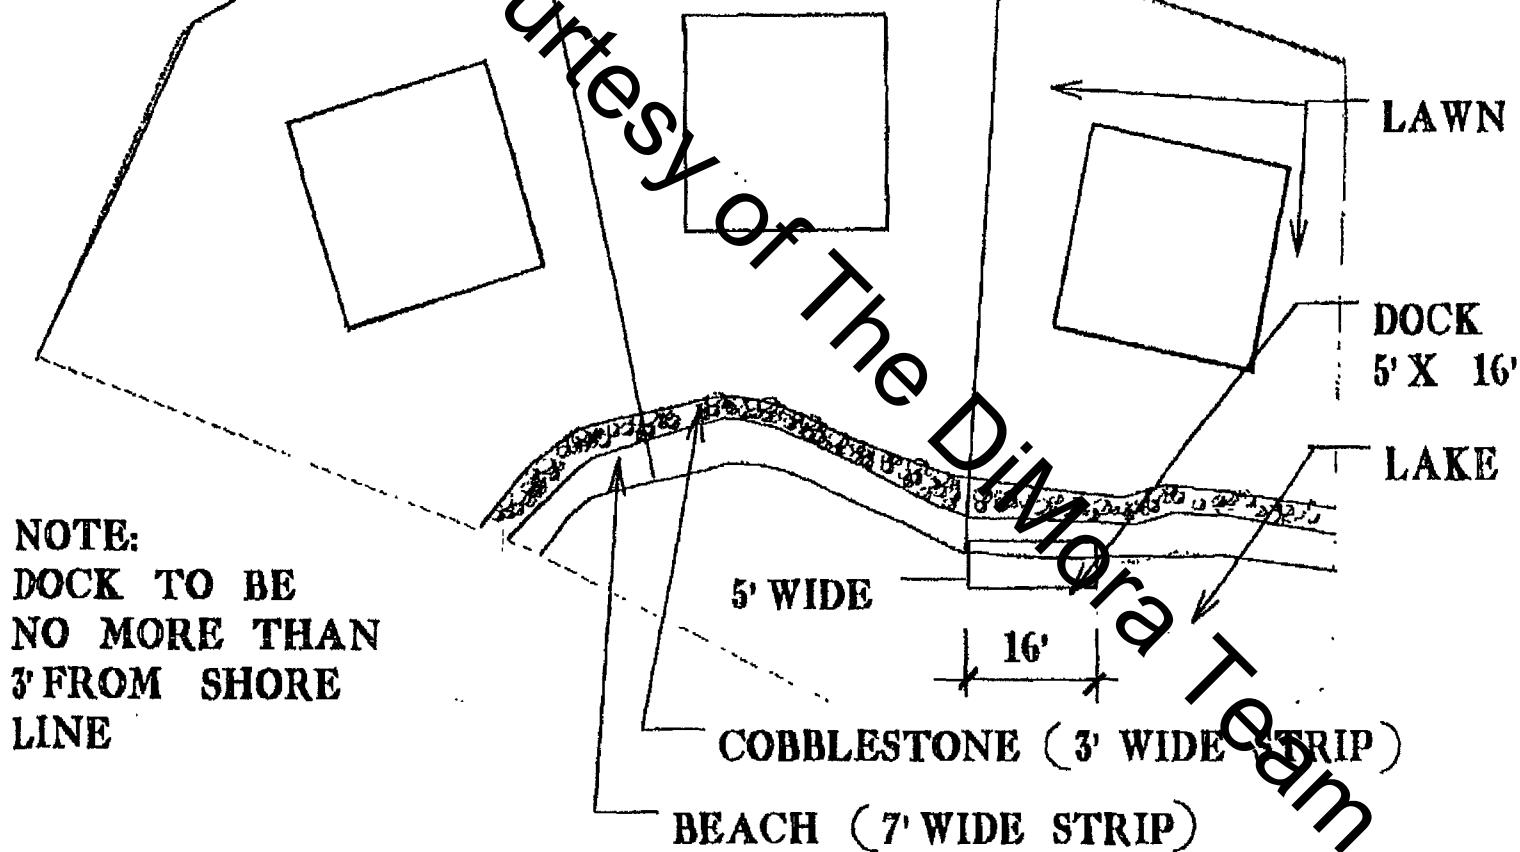 urtesy of The DiMora Team
LAWN
DOCK
5' X 16'
LAKE
NOTE:
DOCK TO BE
NO MORE THAN
3' FROM SHORE
LINE
5' WIDE
16'
COBBLESTONE (3' WIDE STRIP)
BEACH (7' WIDE STRIP)